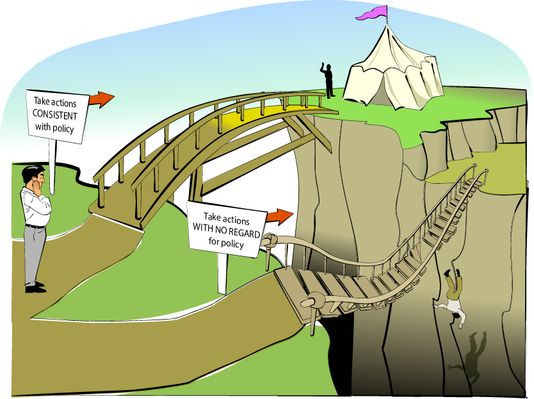 Take actions
CONSISTENT
with policy
Take actions
WITH NO REGARD
for policy